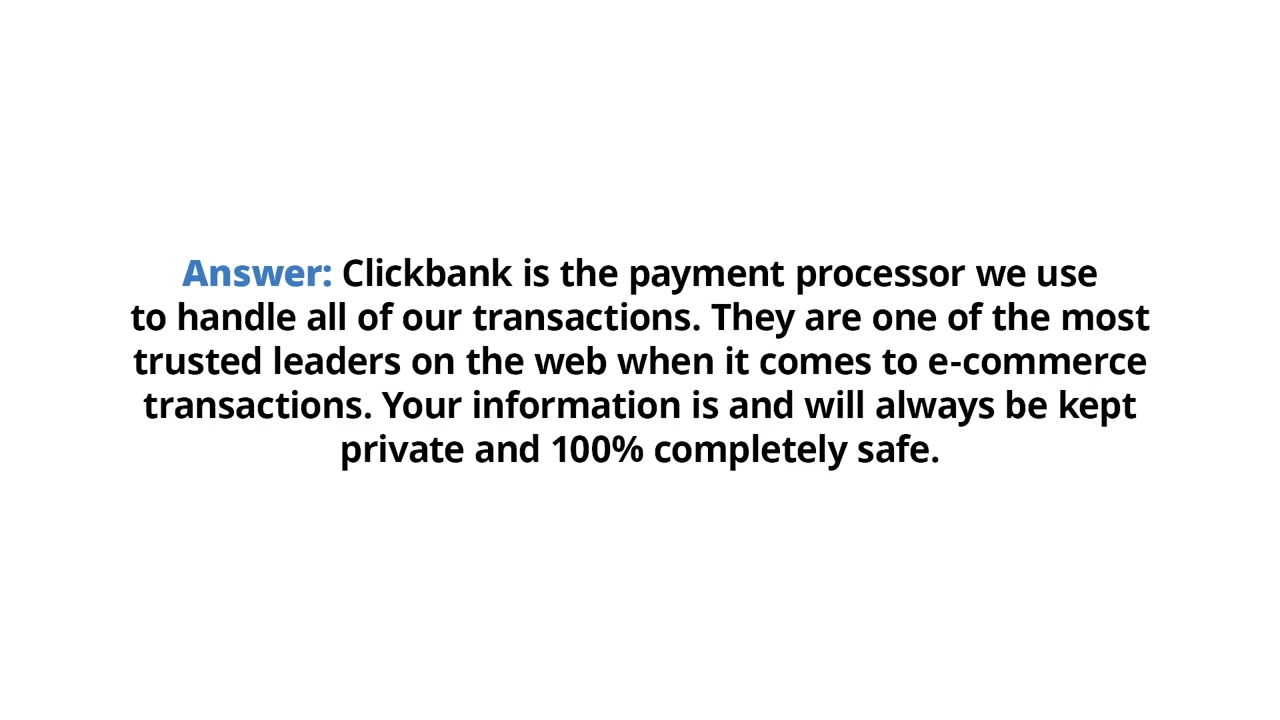 Answer: Clickbank is the payment processor we use
to handle all of our transactions. They are one of the most
trusted leaders on the web when it comes to e-commerce
transactions. Your information is and will always be kept
private and 100% completely safe.